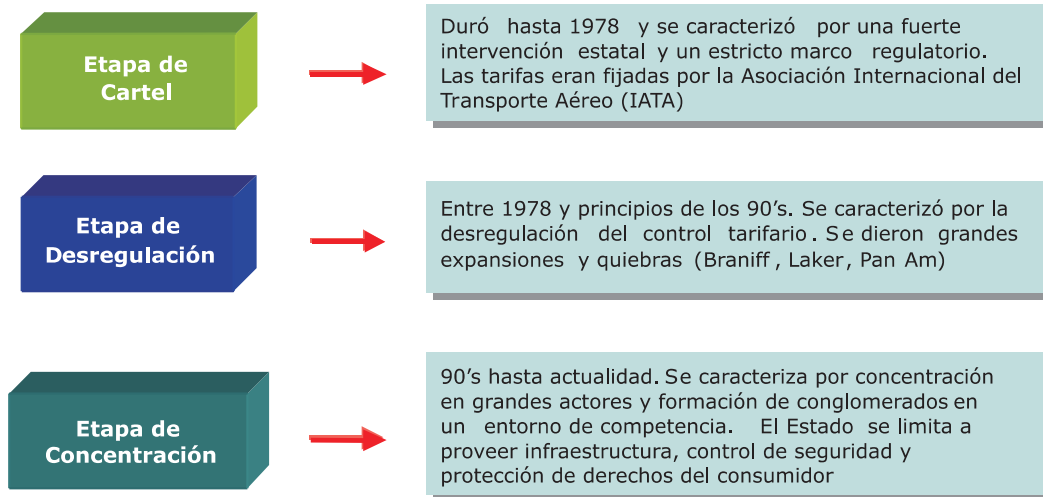 Etapa de
Cartel
Duró hasta 1978 y se caracterizó por una fuerte
intervención estatal y un estricto marco regulatorio.
Las tarifas eran fijadas por la Asociación Internacional del
Transporte Aéreo (IATA)
Etapa de
Desregulación
Entre 1978 y principios de los 90's. Se caracterizó por la
desregulación del control tarifario. Se dieron grandes
expansiones y quiebras (Braniff, Laker, Pan Am)
Etapa de
Concentración
90's hasta actualidad. Se caracteriza por concentración
en grandes actores y formación de conglomerados en
un entorno de competencia. El Estado se limita a
proveer infraestructura, control de seguridad y
protección de derechos del consumidor